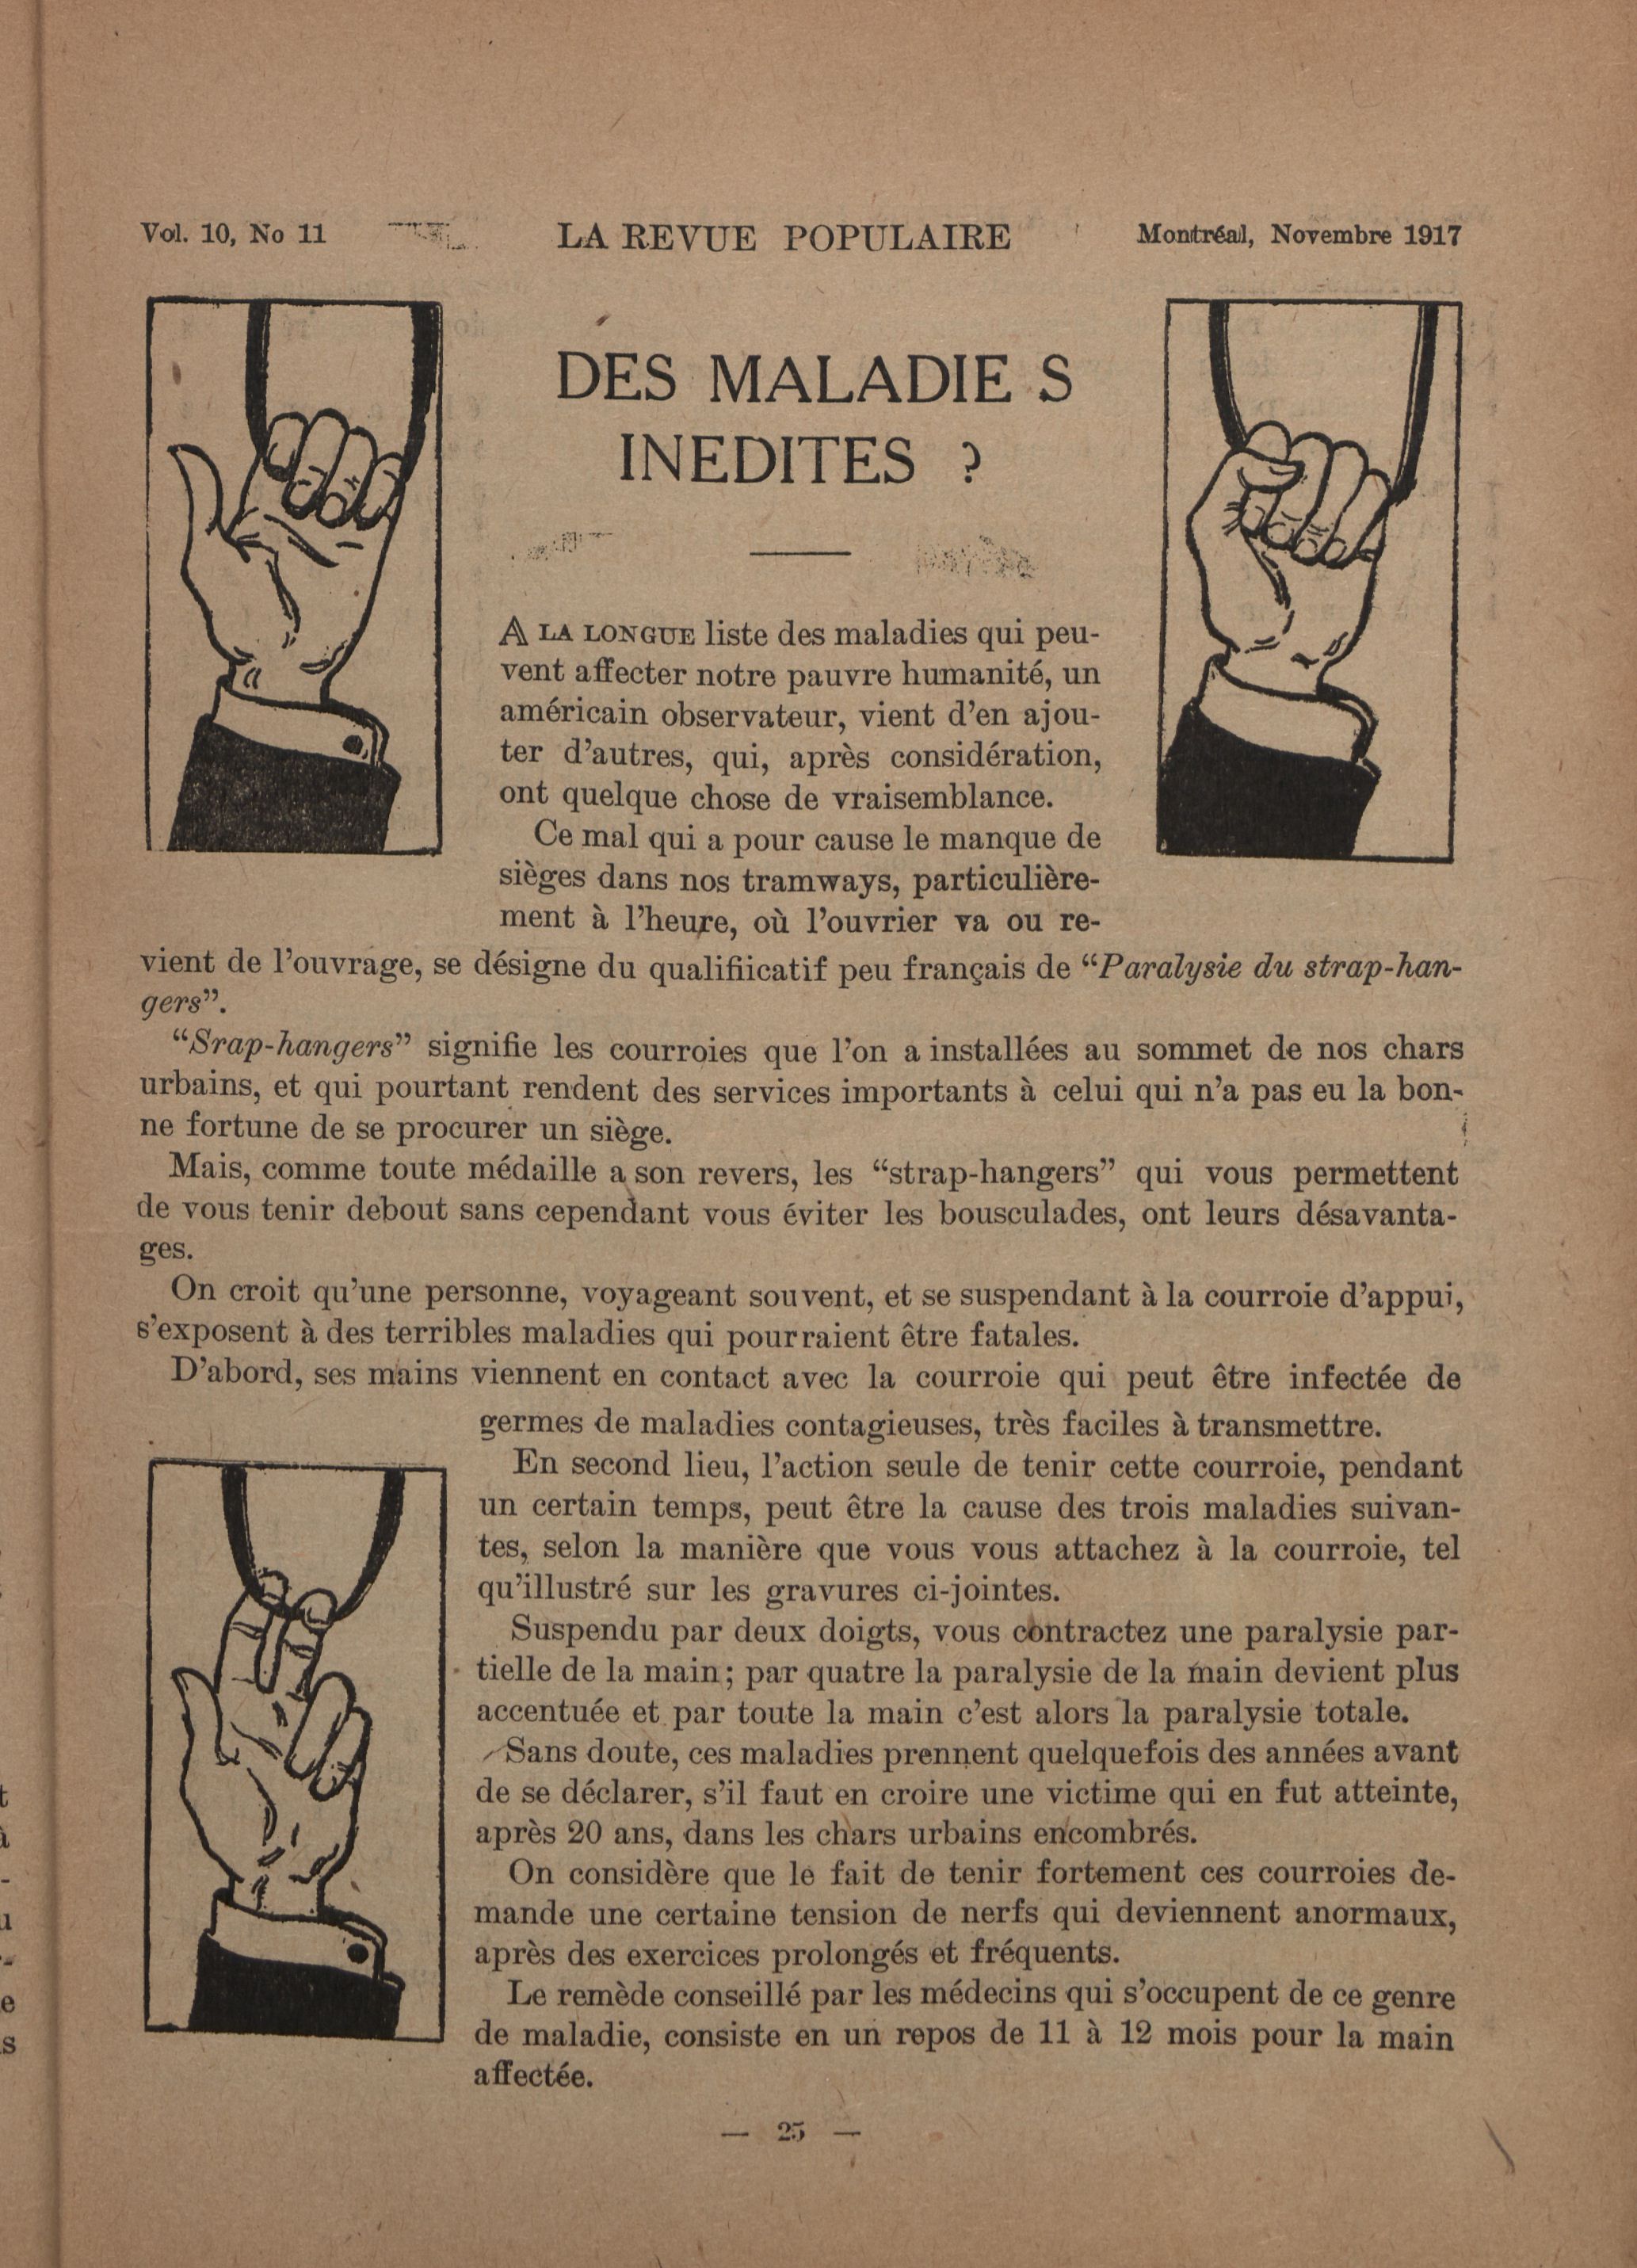 Vol. 10, No 11 LA REVUE POPULAIRE Montréal, Novembre 1917
DES MALADIES
INEDITES ?
A LA LONGUE liste des maladies qui peu-
vent affecter notre pauvre humanité, un
américain observateur, vient d'en ajou-
ter d'autres, qui, après considération,
ont quelque chose de vraisemblance.
Ce mal qui a pour cause le manque de
sièges dans nos tramways, particulière-
ment à l'heure, où l'ouvrier va ou re-
vient de l'ouvrage, se désigne du qualifiicatif peu français de “Paralysie du strap-han-
gers”.
“Srap-hangers” signifie les courroies que l'on a installées au sommet de nos chars
urbains, et qui pourtant rendent des services importants à celui qui n'a pas eu la bon-
ne fortune de se procurer un siège.
Mais, comme toute médaille a son revers, les “strap-hangers” qui vous permettent
de vous tenir debout sans cependant vous éviter les bousculades, ont leurs désavanta-
ges.
On croit qu'une personne, voyageant souvent, et se suspendant à la courroie d'appui,
s'exposent à des terribles maladies qui pourraient être fatales.
D'abord, ses mains viennent en contact avec la courroie qui peut être infectée de
germes de maladies contagieuses, très faciles à transmettre.
En second lieu, l'action seule de tenir cette courroie, pendant
un certain temps, peut être la cause des trois maladies suivan-
tes, selon la manière que vous vous attachez à la courroie, tel
qu'illustré sur les gravures ci-jointes.
Suspendu par deux doigts, vous contractez une paralysie par-
tielle de la main; par quatre la paralysie de la main devient plus
accentuée et par toute la main c'est alors la paralysie totale.
Sans doute, ces maladies prennent quelquefois des années avant
de se déclarer, s'il faut en croire une victime qui en fut atteinte,
après 20 ans, dans les chars urbains encombrés.
On considère que le fait de tenir fortement ces courroies de-
mande une certaine tension de nerfs qui deviennent anormaux,
après des exercices prolongés et fréquents.
Le remède conseillé par les médecins qui s'occupent de ce genre
de maladie, consiste en un repos de 11 à 12 mois pour la main
affectée.
— 25 —